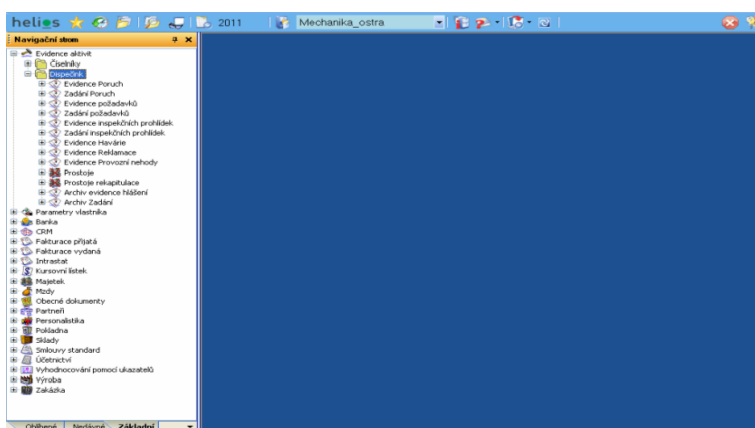 helios 2011 Mechanika_ostra
Navigační strom
Evidence aktivit
Číselníky
Dispečink
Evidence Poruch
Zadání Poruch
Evidence požadavků
Zadání požadavků
Evidence inspekčních prohlídek
Zadání inspekčních prohlídek
Evidence Havárie
Evidence Reklamace
Evidence Provozní nehody
Prostoje
Prostoje rekapitulace
Archiv evidence hlášení
Archiv Zadání
Parametry vlastníka
Banka
CRM
Fakturace přijatá
Fakturace vydaná
Intrastat
Kursovní lístek
Majetek
Mzdy
Obecné dokumenty
Partneři
Personalistika
Pokladna
Sklady
Smlouvy standard
Účetnictví
Vyhodnocování pomocí ukazatelů
Výroba
Zakázka
Oblíbené Nedávné Základní